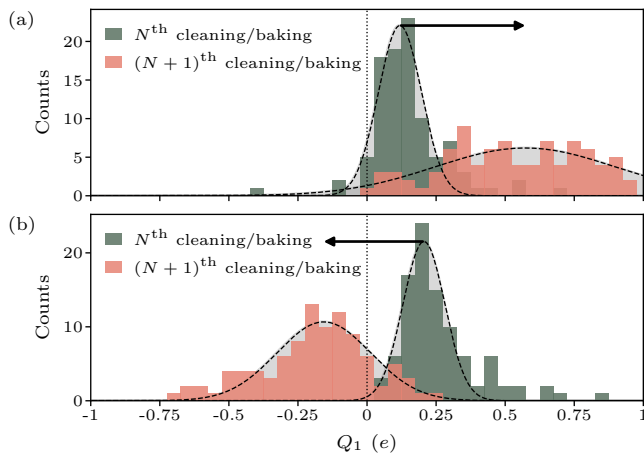 (a)
N^th cleaning/baking
(N + 1)^th cleaning/baking
Counts
20
15
10
5
0
(b)
N^th cleaning/baking
(N + 1)^th cleaning/baking
Counts
20
10
0
-1 -0.75 -0.5 -0.25 0 0.25 0.5 0.75 1
Q_1 (e)